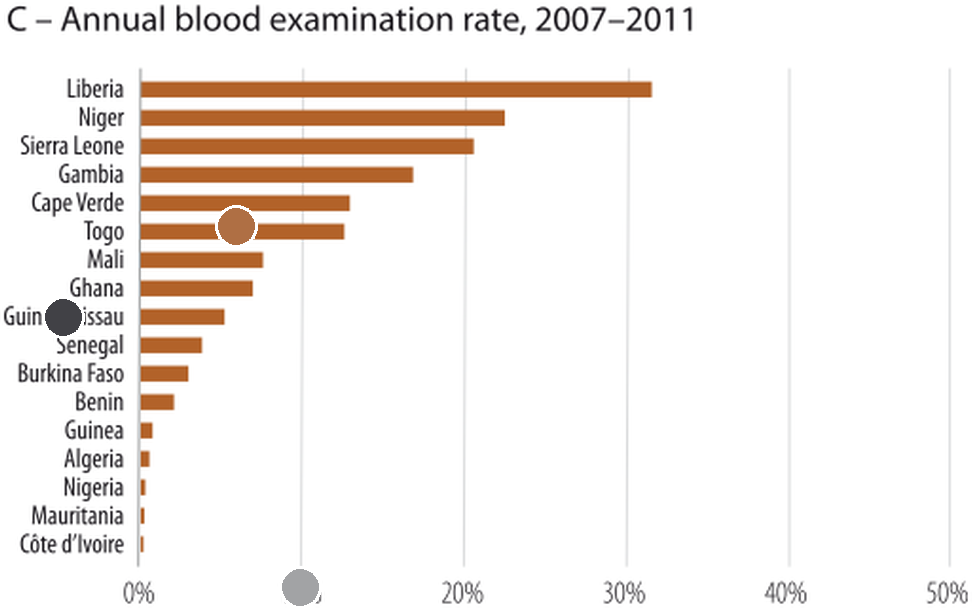 C – Annual blood examination rate, 2007–2011
Liberia
Niger
Sierra Leone
Gambia
Cape Verde
Togo
Mali
Ghana
Senegal
Burkina Faso
Benin
Guinea
Algeria
Nigeria
Mauritania
Côte d'Ivoire
0% 20% 30% 40% 50%